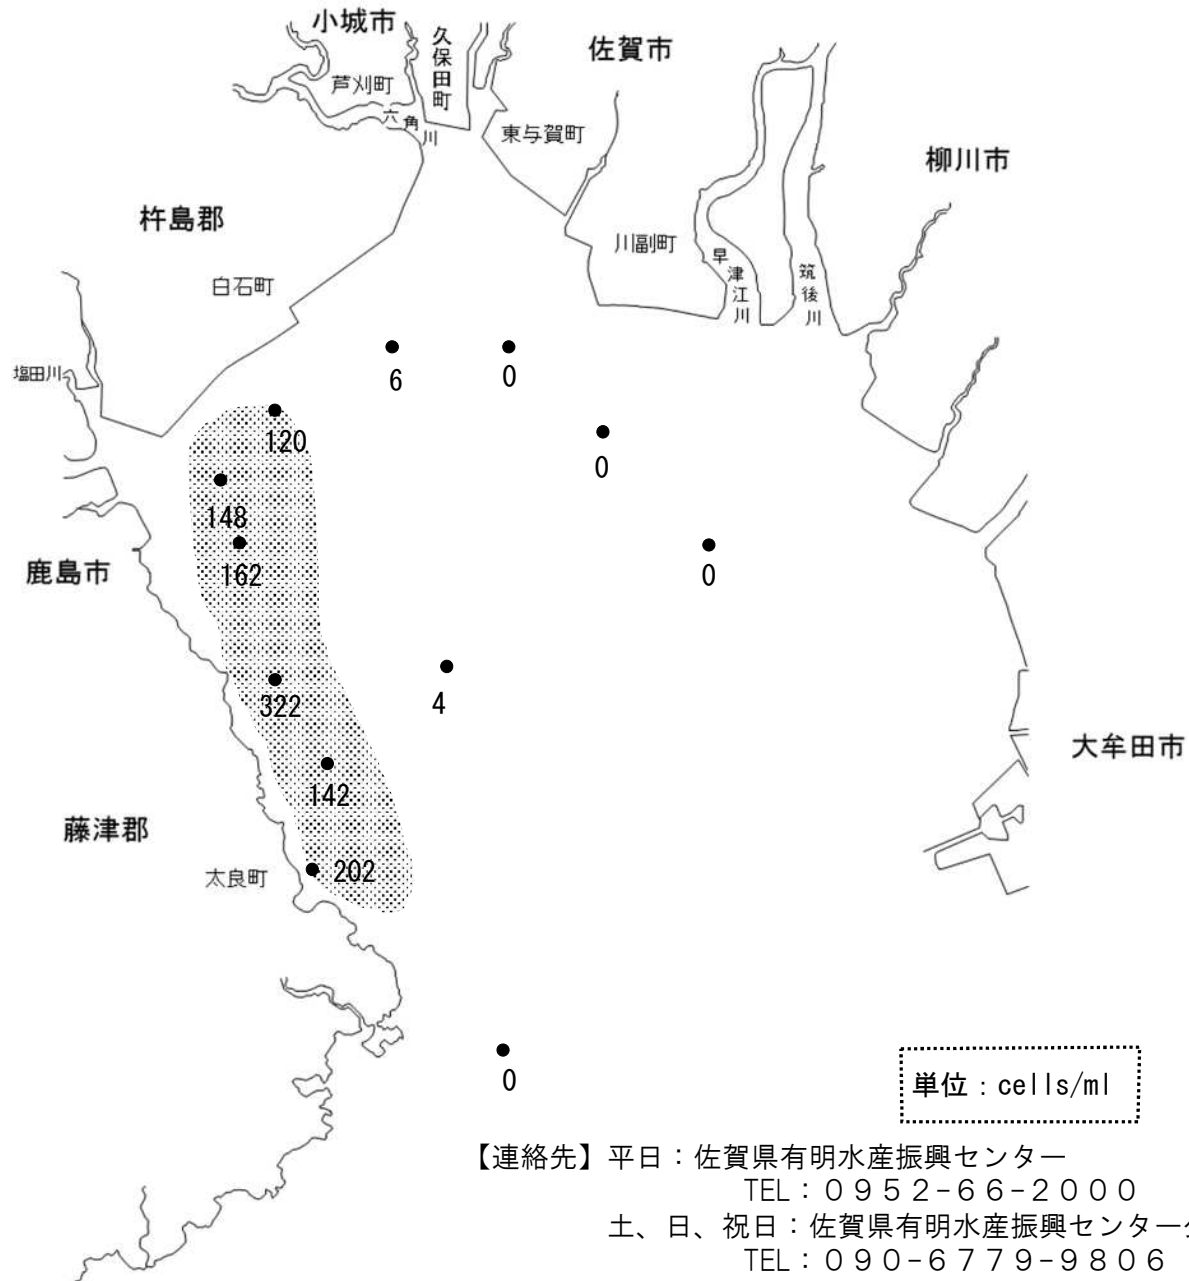 小城市
久保田町
佐賀市
芦刈町
六角川
東与賀町
柳川市
杵島郡
川副町
早津江川
筑後川
白石町
塩田川
6
0
120
0
148
鹿島市
162
0
322
4
大牟田市
142
藤津郡
太良町
202
0
単位：cells/ml
【連絡先】平日：佐賀県有明水産振興センター
TEL：０９５２-６６-２０００
土、日、祝日：佐賀県有明水産振興センター
TEL：０９０-６７７９-９８０６